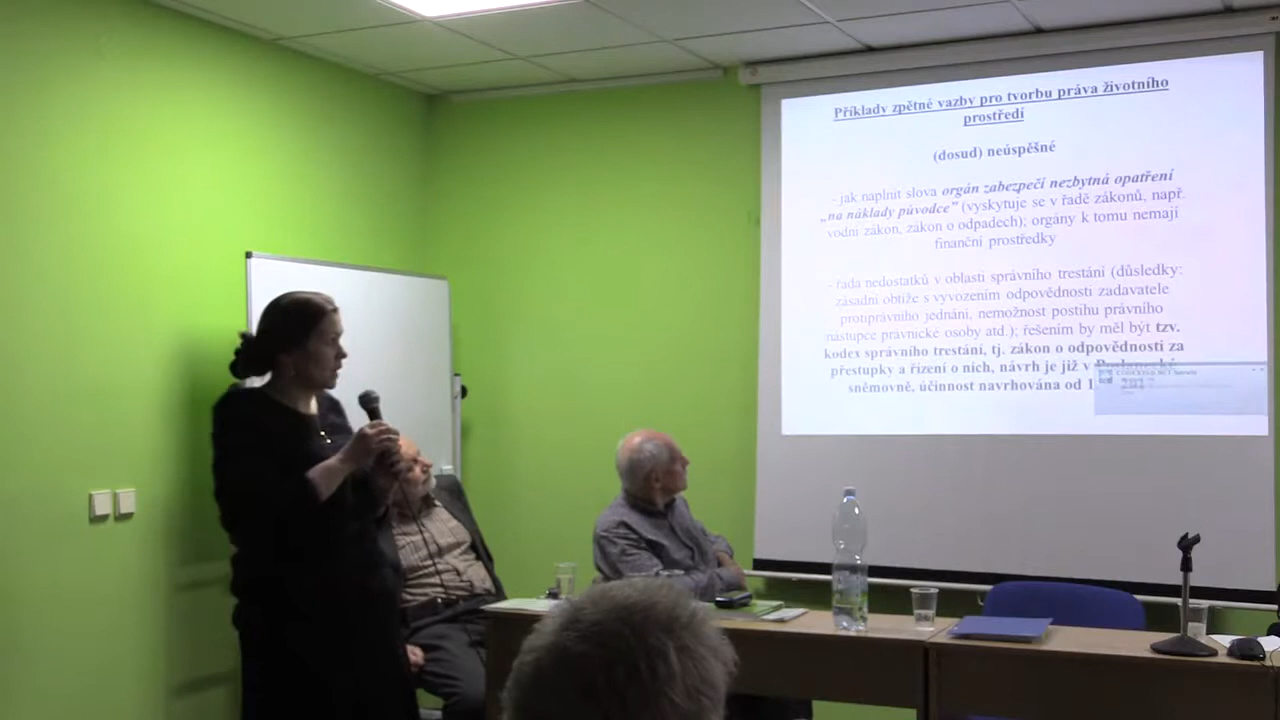 Příklady zpětné vazby pro tvorbu práva životního
prostředí
(dosud) neúspěšné
- jak naplnit slova orgán zabezpečí nezbytná opatření
„na náklady původce" (vyskytuje se v řadě zákonů, např.
vodní zákon, zákon o odpadech); orgány k tomu nemají
finanční prostředky
- řada nedostatků v oblasti správního trestání (důsledky:
zásadní obtíže s vyvozením odpovědnosti zadavatele
protiprávního jednání, nemožnost postihu právního
nástupce právnické osoby atd.); řešením by měl být tzv.
kodex správního trestání, tj. zákon o odpovědnosti za
přestupky a řízení o nich, návrh je již v Poslanecké
sněmovně, účinnost navrhována od 1